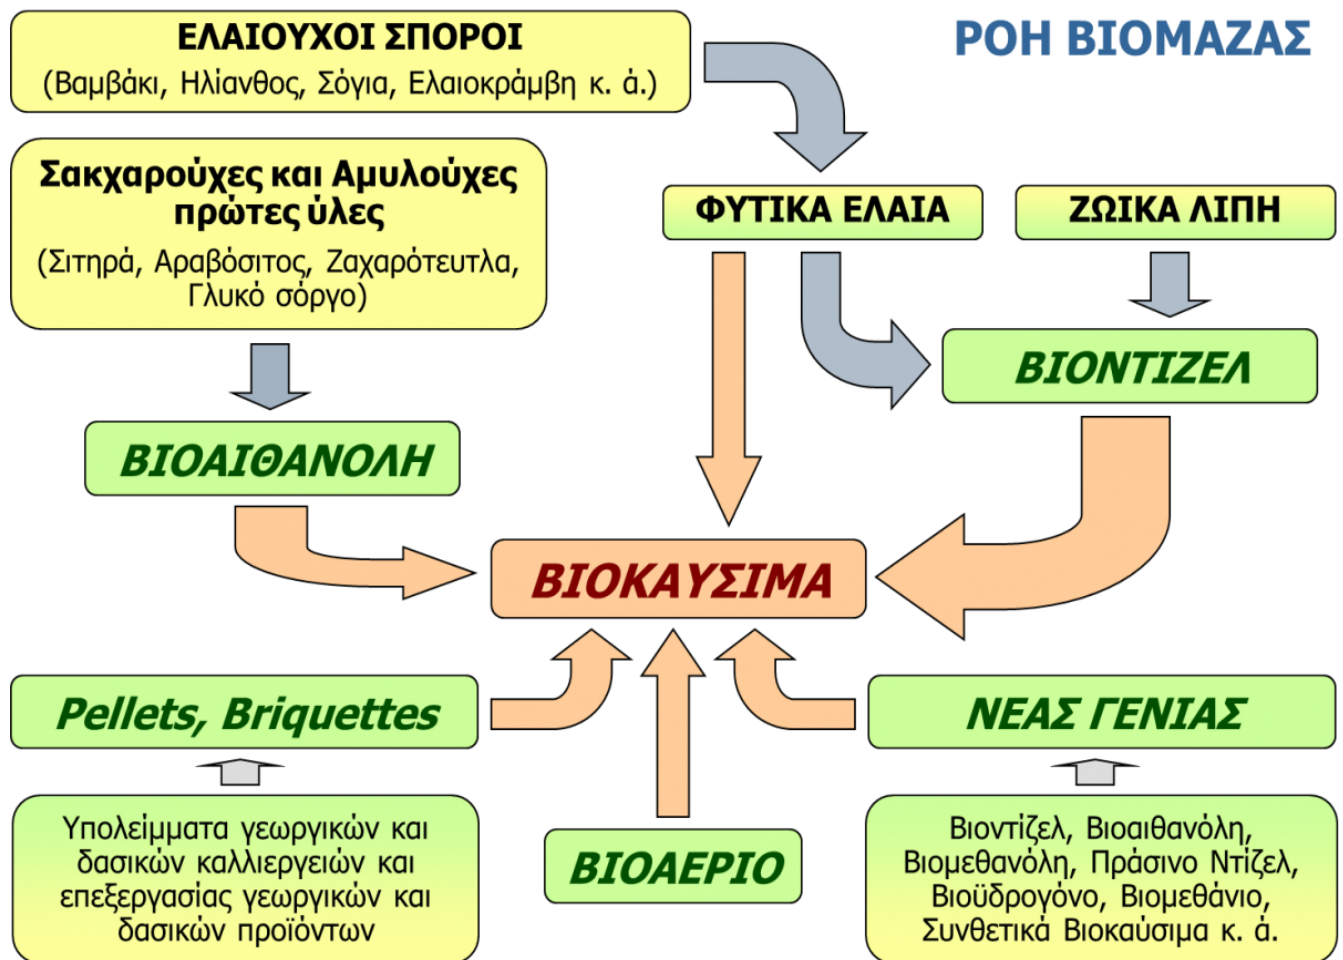 ΕΛΑΙΟΥΧΟΙ ΣΠΟΡΟΙ
(Βαμβάκι, Ηλίανθος, Σόγια, Ελαιοκράμβη κ. ά.)
ΡΟΗ ΒΙΟΜΑΖΑΣ
Σακχαρούχες και Αμυλούχες
πρώτες ύλες
(Σιτηρά, Αραβόσιτος, Ζαχαρότευτλα,
Γλυκό σόργο)
ΦΥΤΙΚΑ ΕΛΑΙΑ
ΖΩΙΚΑ ΛΙΠΗ
ΒΙΟΝΤΙΖΕΛ
ΒΙΟΑΙΘΑΝΟΛΗ
ΒΙΟΚΑΥΣΙΜΑ
Pellets, Briquettes
ΝΕΑΣ ΓΕΝΙΑΣ
Υπολείμματα γεωργικών και
δασικών καλλιεργειών και
επεξεργασίας γεωργικών και
δασικών προϊόντων
ΒΙΟΑΕΡΙΟ
Βιοντίζελ, Βιοαιθανόλη,
Βιομεθανόλη, Πράσινο Ντίζελ,
Βιοϋδρογόνο, Βιομεθάνιο,
Συνθετικά Βιοκαύσιμα κ. ά.